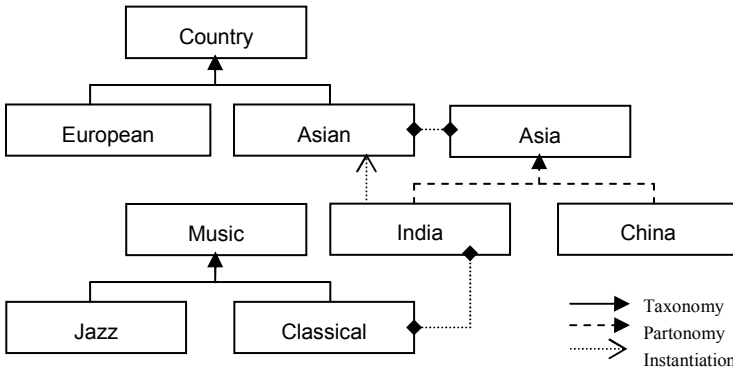 Country
European
Asian
Asia
Music
India
China
Jazz
Classical
Taxonomy
Partonomy
Instantiation